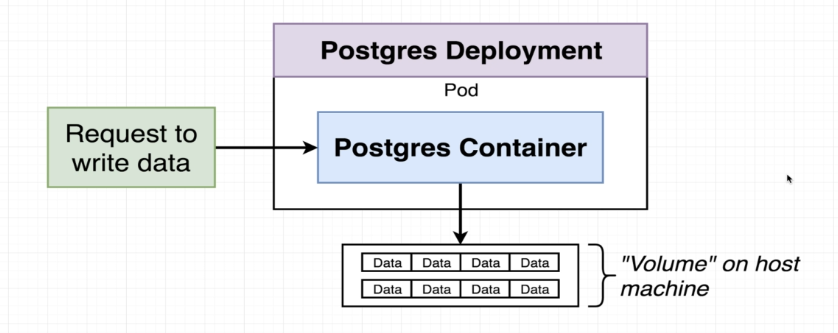 Postgres Deployment
Pod
Request to
write data
Postgres Container
Data Data Data Data
Data Data Data Data
"Volume" on host
machine